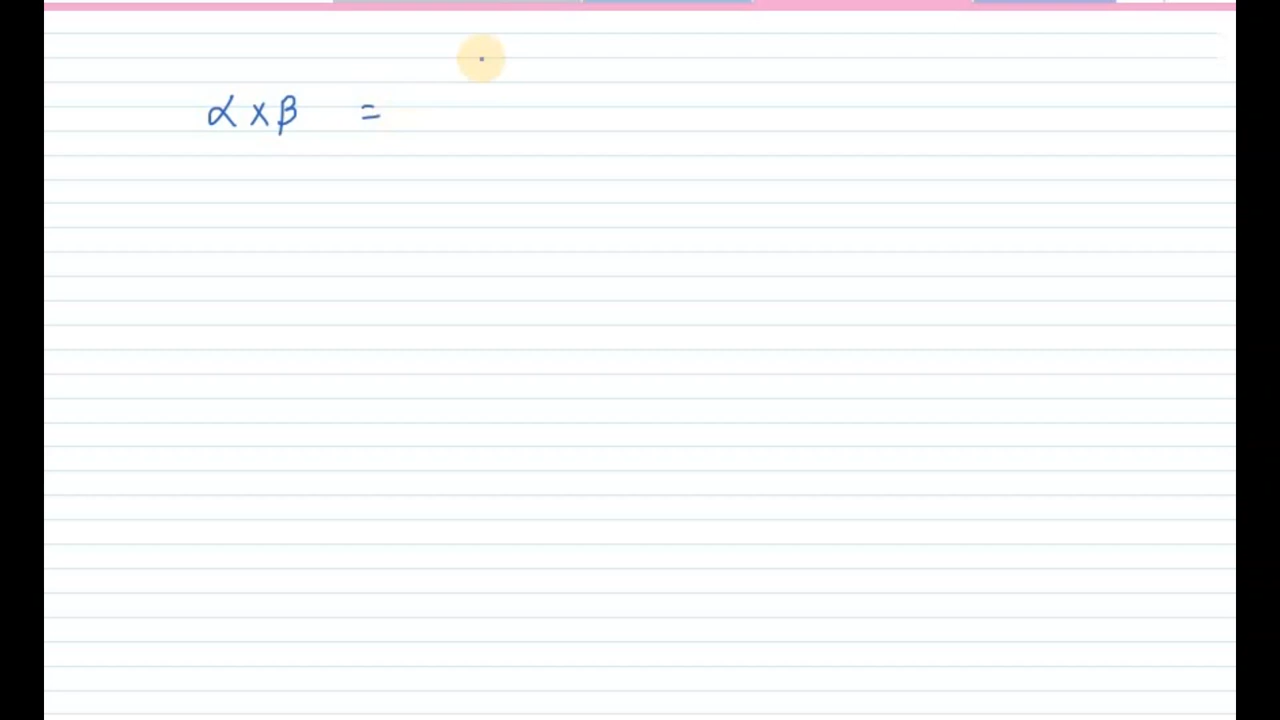 α × β =